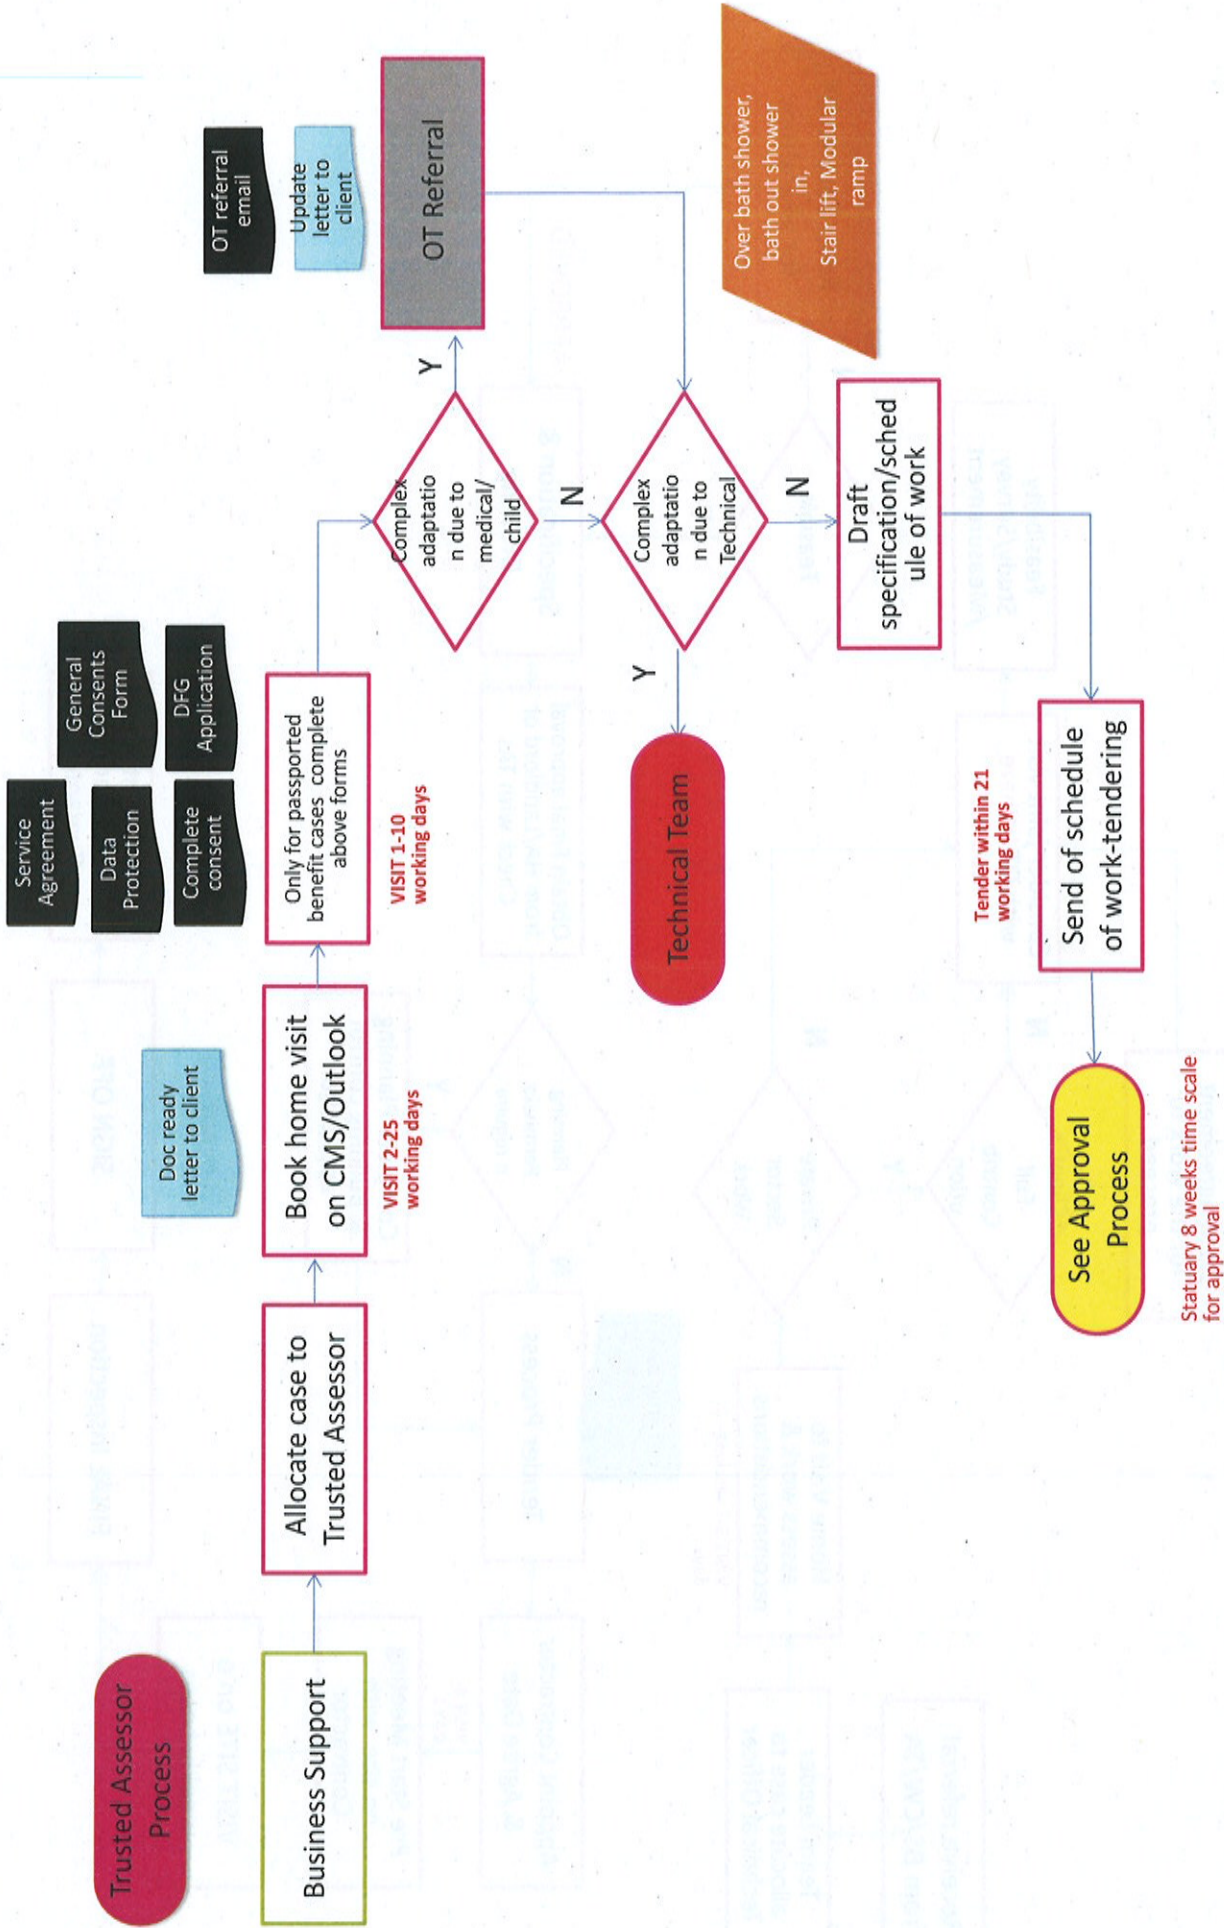 Trusted Assessor
Process
Business Support
Allocate case to
Trusted Assessor
Doc ready
letter to client
Book home visit
on CMS/Outlook
VISIT 2-25
working days
Service
Agreement
General
Consents
Form
Data
Protection
DFG
Application
Complete
consent
Only for passported
benefit cases complete
above forms
VISIT 1-10
working days
OT referral
email
Update
letter to
client
Complex
adaptatio
n due to
medical/
child
Y
OT Referral
N
Complex
adaptatio
n due to
Technical
Y
Technical Team
N
Over bath shower,
bath out shower
in,
Stair lift, Modular
ramp
Draft
specification/sched
ule of work
Tender within 21
working days
Send of schedule
of work-tendering
See Approval
Process
Statuary 8 weeks time scale
for approval